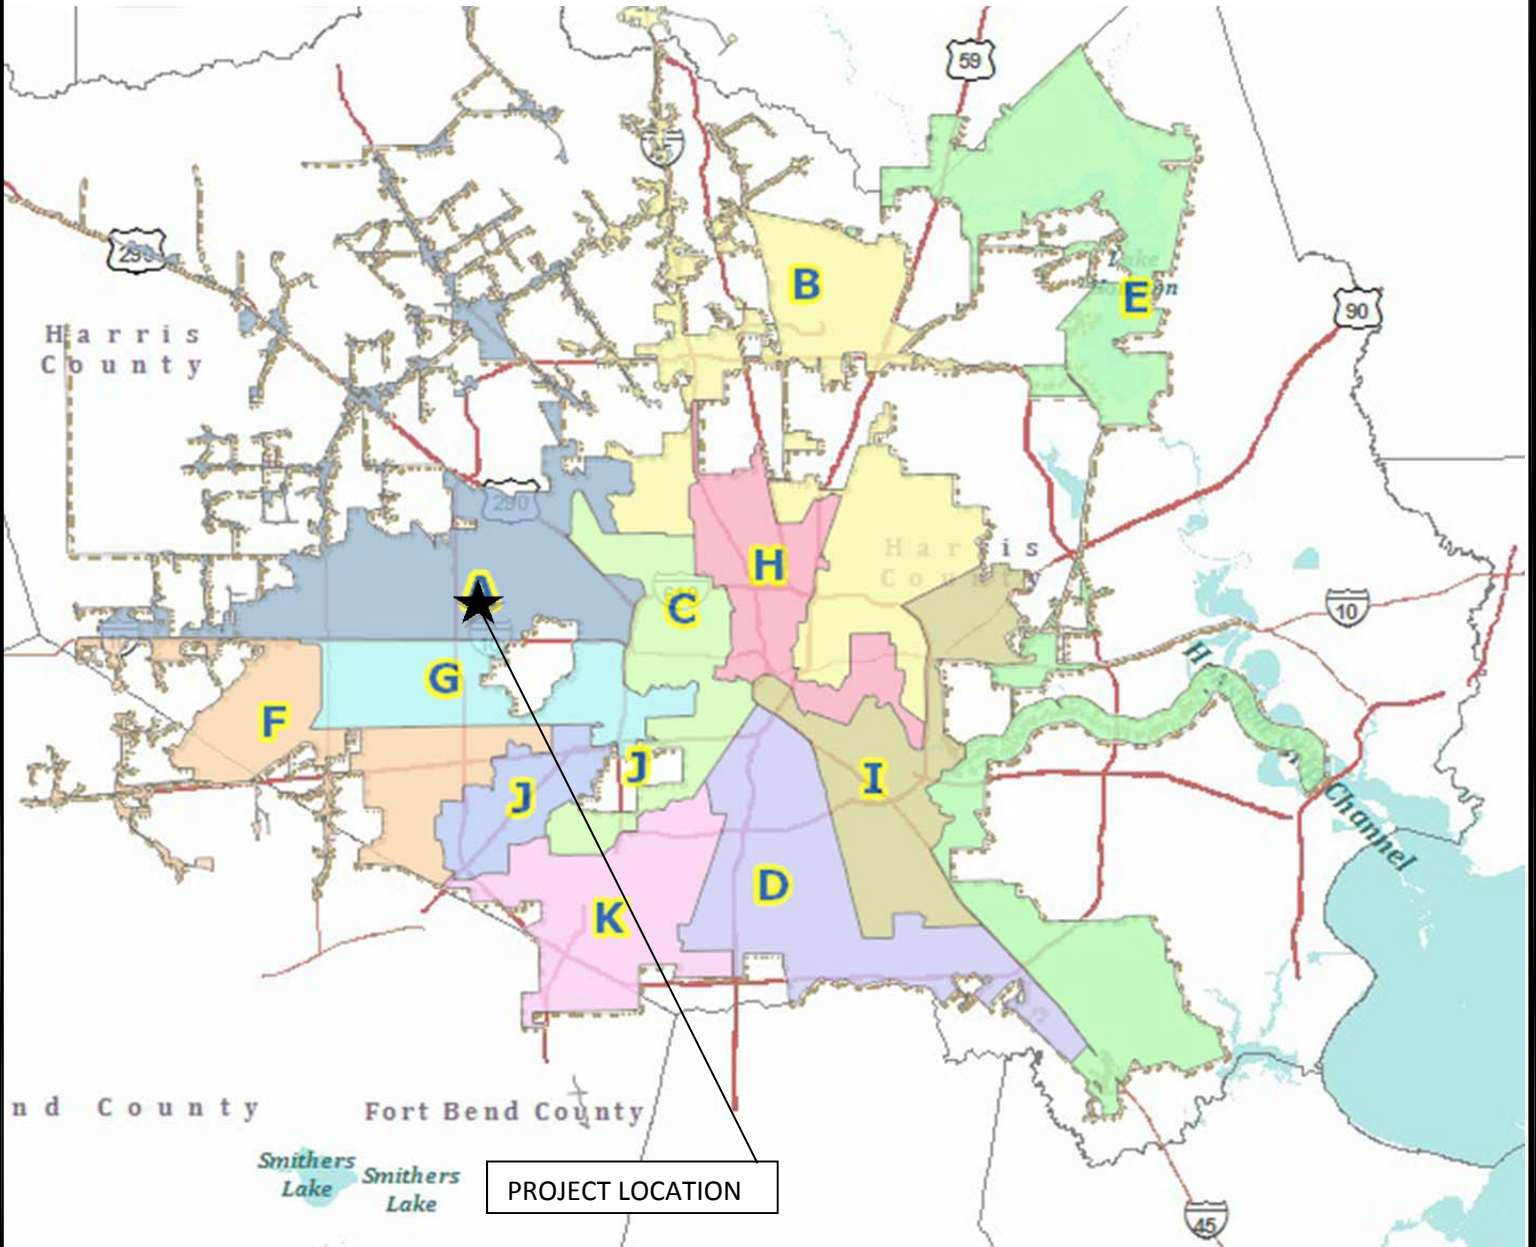 59
290
B
E
90
Harris
County
290
A
H
Harris
County
610
C
10
G
F
H
J
J
I
Channel
D
K
nd County
Fort Bend County
Smithers
Lake
Smithers
Lake
PROJECT LOCATION
45